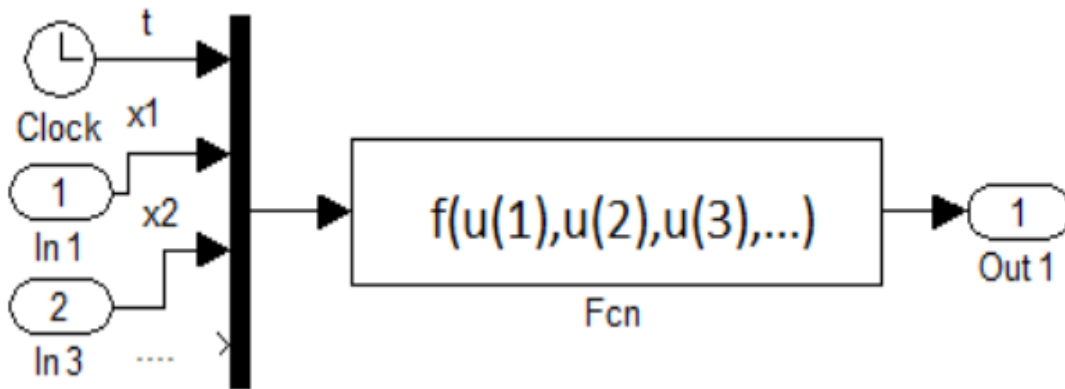 t
Clock
x1
1
In 1
x2
2
In 3
....
f(u(1),u(2),u(3),...)
Fcn
1
Out 1